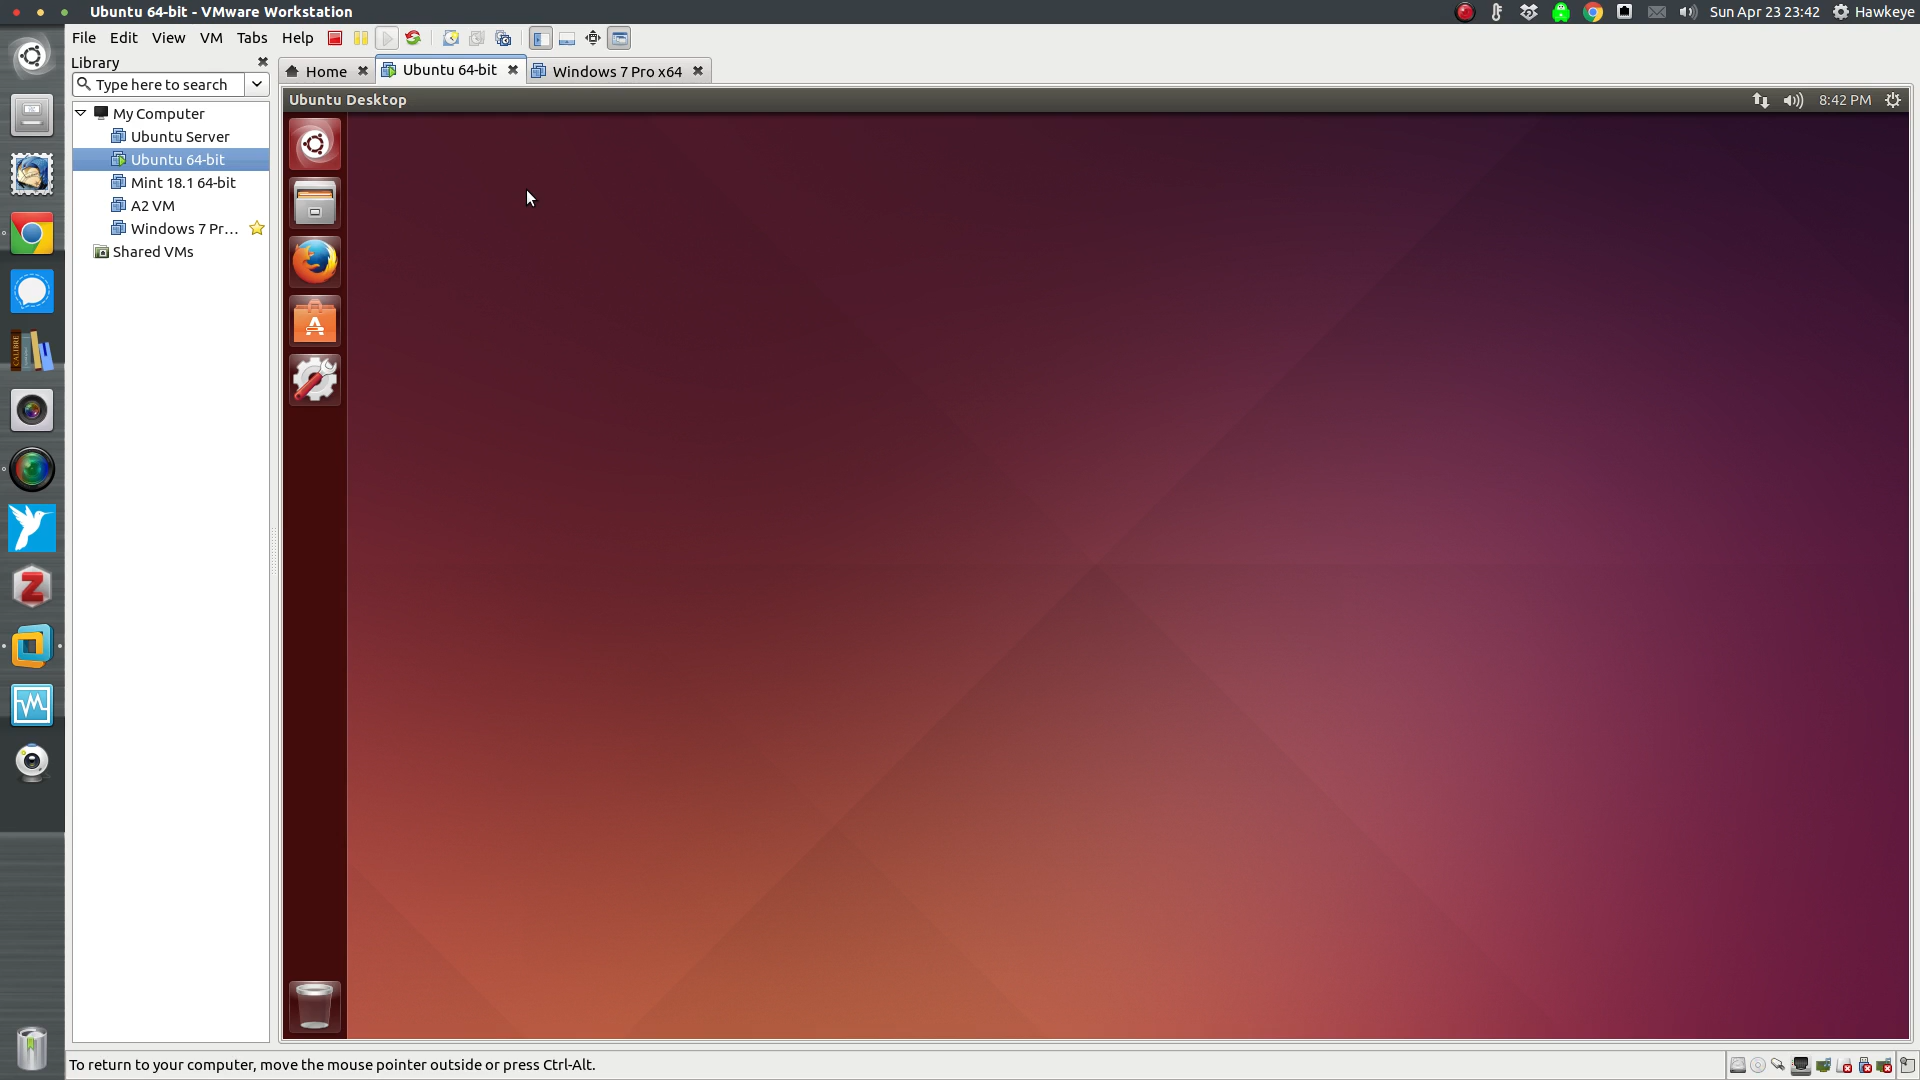 Ubuntu 64-bit - VMware Workstation
Sun Apr 23 23:42
Hawkeye
File Edit View VM Tabs Help
Library
Type here to search
My Computer
Ubuntu Server
Ubuntu 64-bit
Mint 18.1 64-bit
A2 VM
Windows 7 Pr...
Shared VMs
Home
Ubuntu 64-bit
Windows 7 Pro x64
Ubuntu Desktop
8:42 PM
CALIBRE
To return to your computer, move the mouse pointer outside or press Ctrl-Alt.